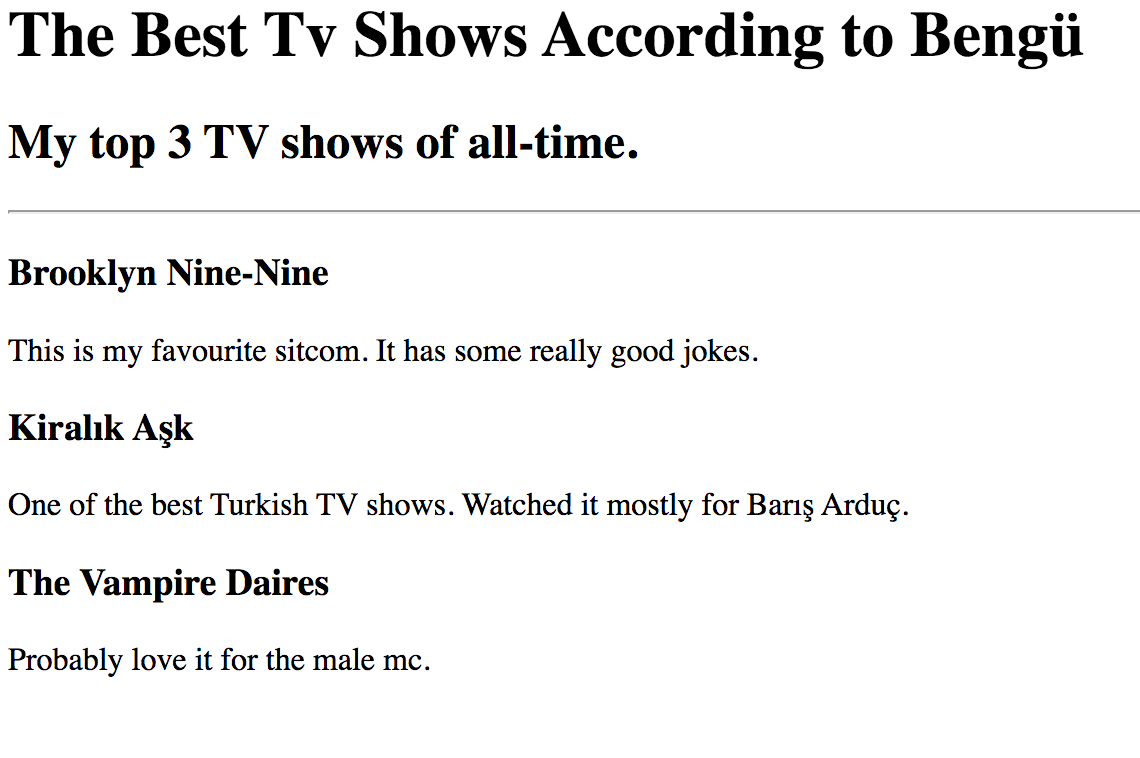 The Best Tv Shows According to Bengü
My top 3 TV shows of all-time.
Brooklyn Nine-Nine
This is my favourite sitcom. It has some really good jokes.
Kiralık Aşk
One of the best Turkish TV shows. Watched it mostly for Barış Arduç.
The Vampire Daires
Probably love it for the male mc.